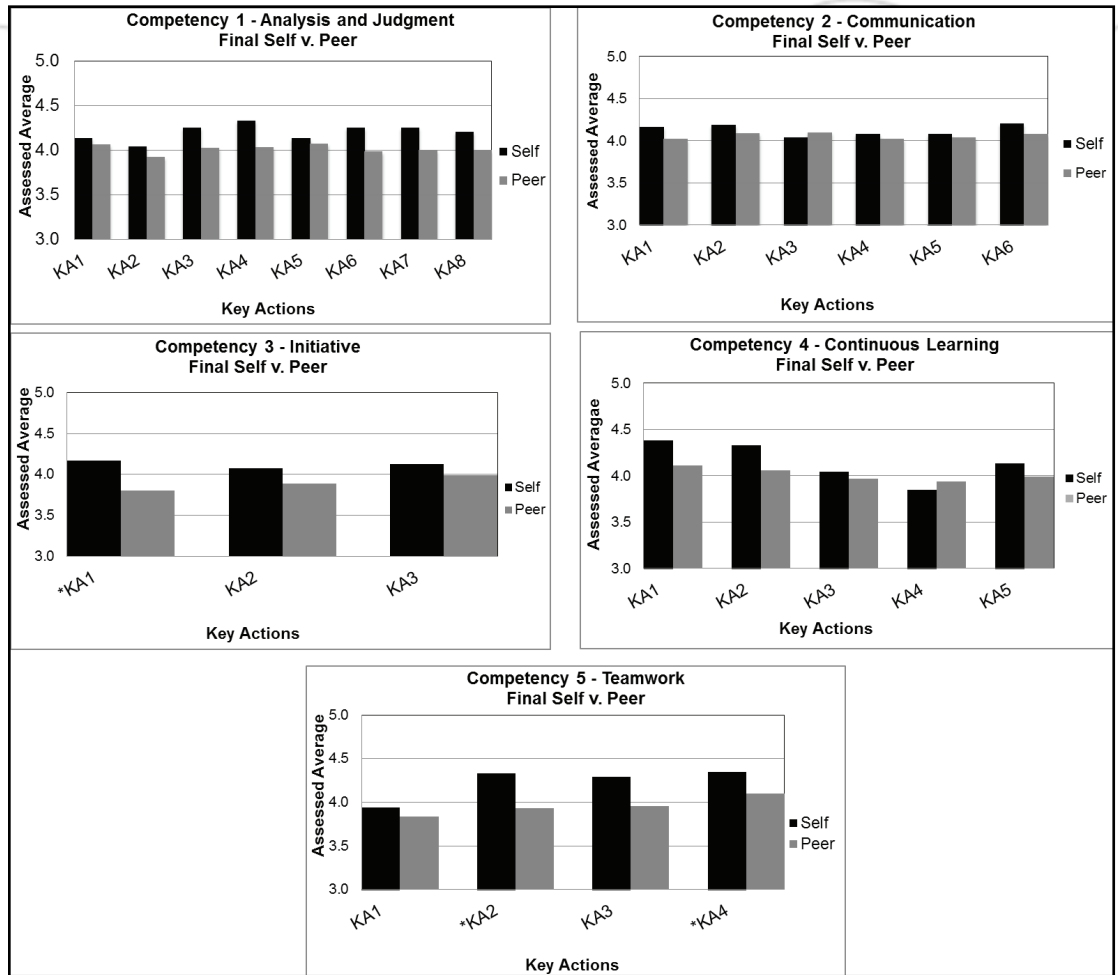 Competency 1 - Analysis and Judgment
Final Self v. Peer
Assessed Average
5.0
4.5
4.0
3.5
3.0
KA1
KA2
KA3
KA4
KA5
KA6
KA7
KA8
Key Actions
Self
Peer
Competency 2 - Communication
Final Self v. Peer
Assessed Average
5.0
4.5
4.0
3.5
3.0
KA1
KA2
KA3
KA4
KA5
KA6
Key Actions
Self
Peer
Competency 3 - Initiative
Final Self v. Peer
Assessed Average
5.0
4.5
4.0
3.5
3.0
*KA1
KA2
KA3
Key Actions
Self
Peer
Competency 4 - Continuous Learning
Final Self v. Peer
Assessed Averagae
5.0
4.5
4.0
3.5
3.0
KA1
KA2
KA3
KA4
KA5
Key Actions
Self
Peer
Competency 5 - Teamwork
Final Self v. Peer
Assessed Average
5.0
4.5
4.0
3.5
3.0
KA1
*KA2
KA3
*KA4
Key Actions
Self
Peer